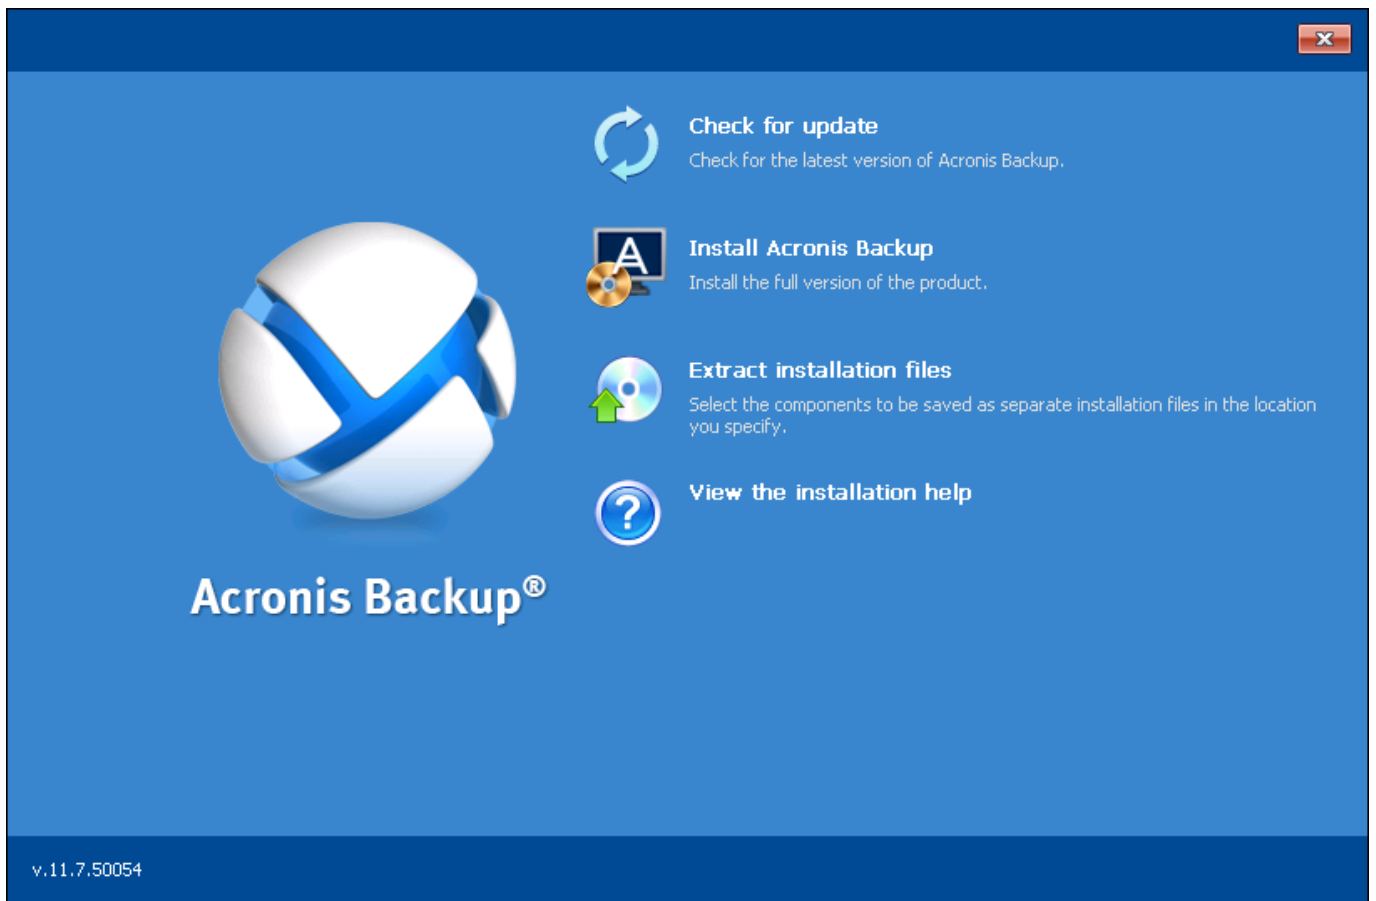 Check for update
Check for the latest version of Acronis Backup.
A
Install Acronis Backup
Install the full version of the product.
Extract installation files
Select the components to be saved as separate installation files in the location
you specify.
?
View the installation help
Acronis Backup®
v.11.7.50054